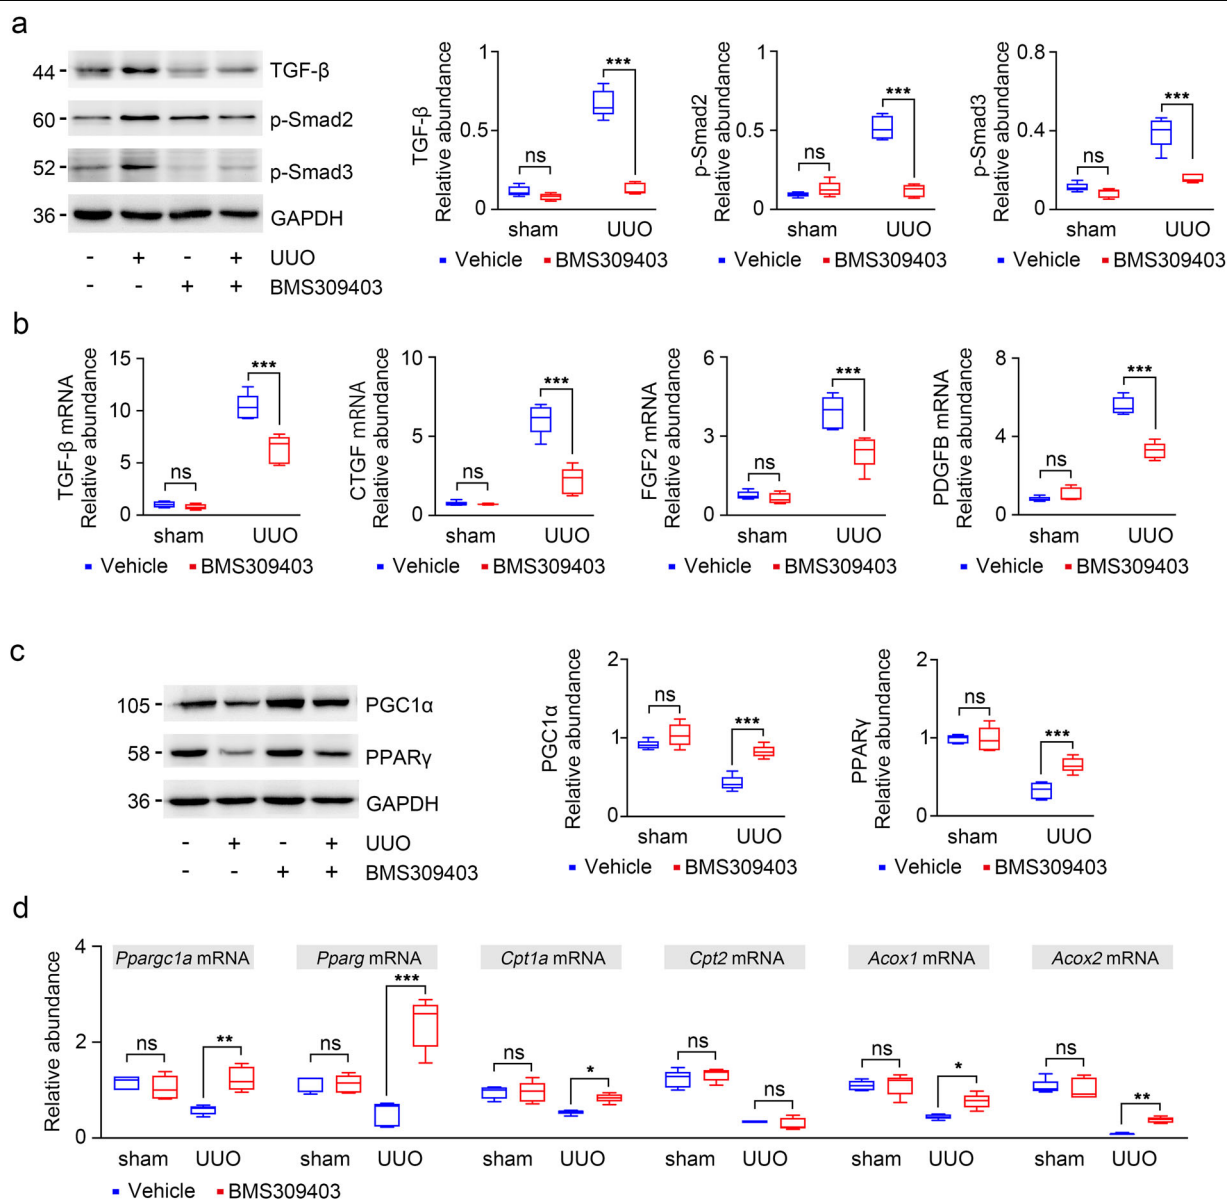 a
44 - TGF-β
60 - p-Smad2
52 - p-Smad3
36 - GAPDH
- + - + UUO
- - + + BMS309403
TGF-β
Relative abundance
1
0.5
0
ns
***
sham UUO
Vehicle BMS309403
p-Smad2
Relative abundance
1
0.5
0
ns
***
sham UUO
Vehicle BMS309403
p-Smad3
Relative abundance
0.8
0.4
0
ns
***
sham UUO
Vehicle BMS309403
b
TGF-β mRNA
Relative abundance
15
10
5
0
ns
***
sham UUO
Vehicle BMS309403
CTGF mRNA
Relative abundance
10
5
0
ns
***
sham UUO
Vehicle BMS309403
FGF2 mRNA
Relative abundance
6
3
0
ns
***
sham UUO
Vehicle BMS309403
PDGFB mRNA
Relative abundance
8
4
0
ns
***
sham UUO
Vehicle BMS309403
c
105 - PGC1α
58 - PPARγ
36 - GAPDH
- + - + UUO
- - + + BMS309403
PGC1α
Relative abundance
2
1
0
ns
***
sham UUO
Vehicle BMS309403
PPARγ
Relative abundance
2
1
0
ns
***
sham UUO
Vehicle BMS309403
d
Relative abundance
4
2
0
Ppargc1a mRNA
ns
**
sham UUO
Pparg mRNA
ns
***
sham UUO
Cpt1a mRNA
ns
*
sham UUO
Cpt2 mRNA
ns
ns
sham UUO
Acox1 mRNA
ns
*
sham UUO
Acox2 mRNA
ns
**
sham UUO
Vehicle BMS309403